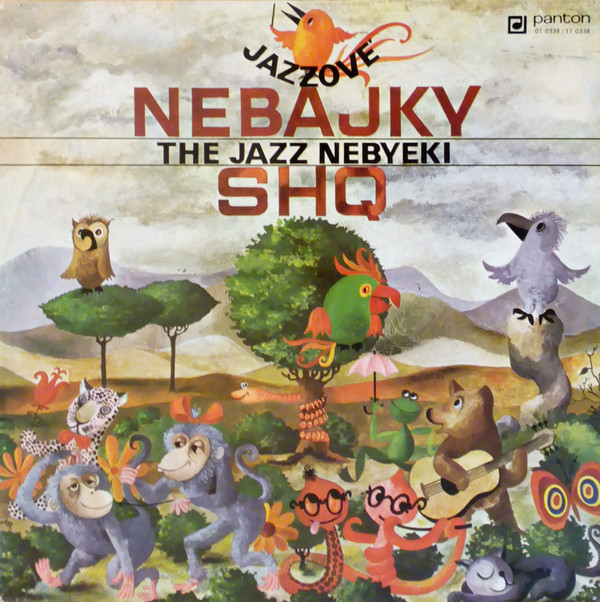 JAZZOVÉ
NEBAJKY
THE JAZZ NEBYEKI
SHQ
panton
01 0338 / 11 0338